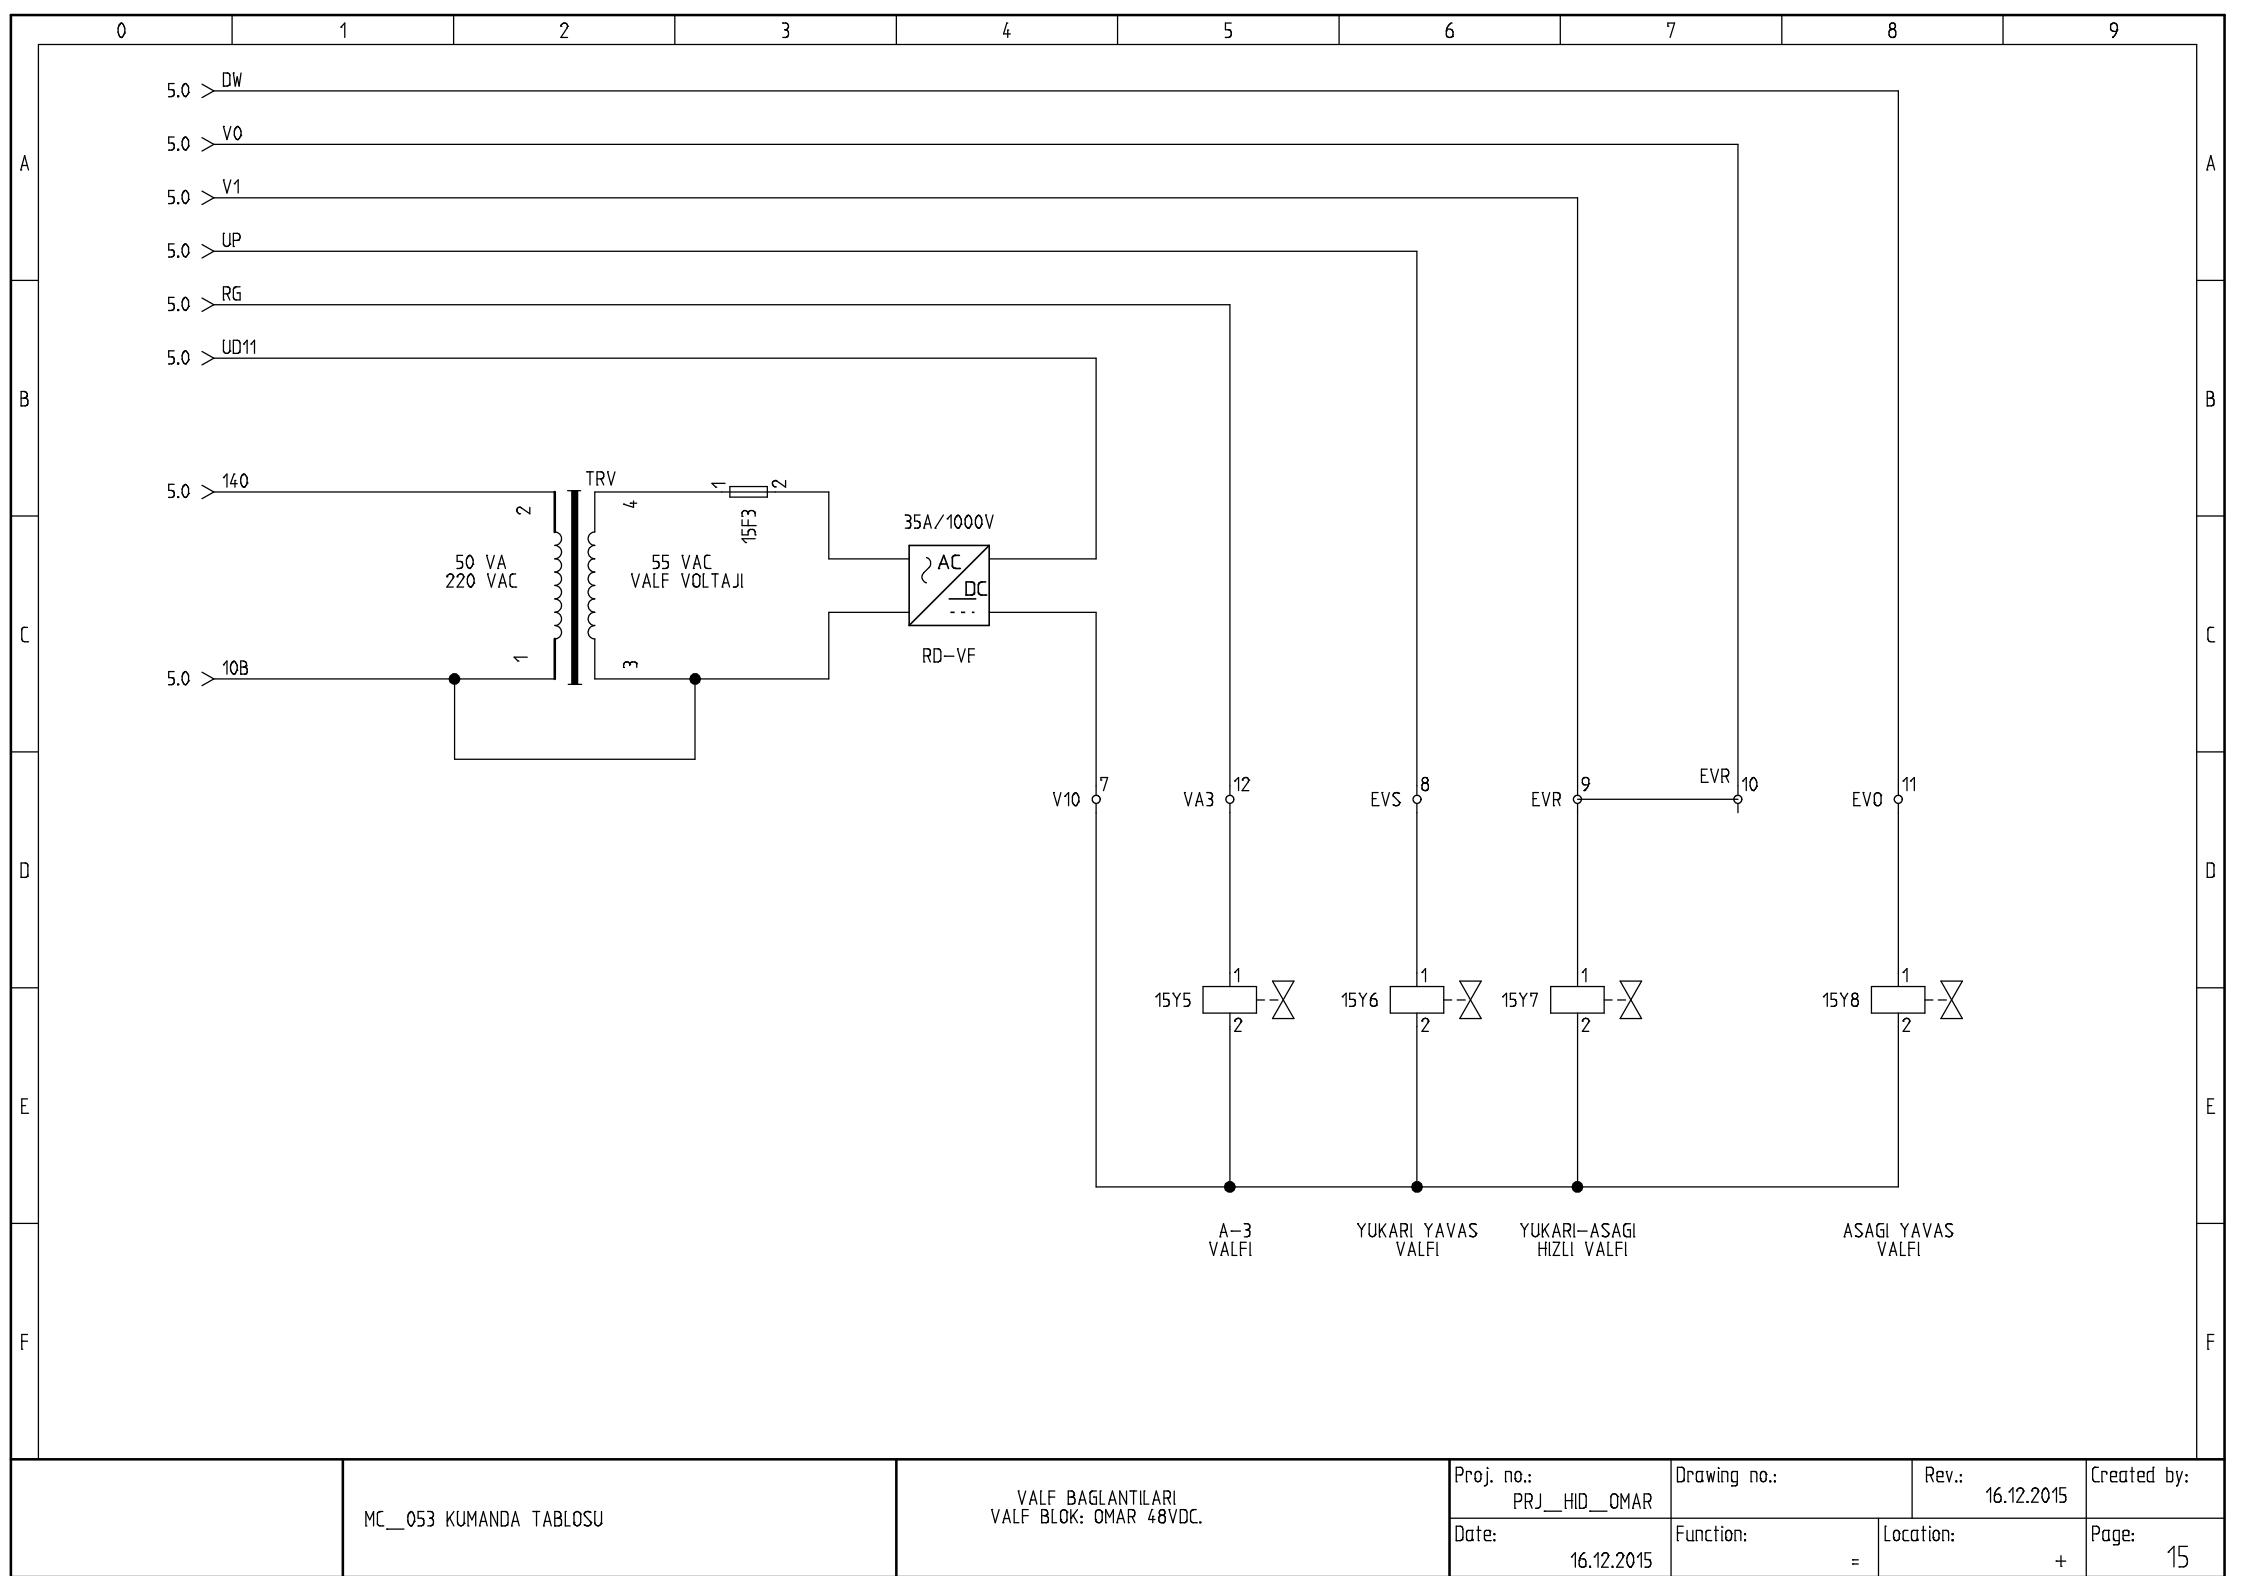 0 1 2 3 4 5 6 7 8 9
5.0 DW
5.0 V0
A A
5.0 V1
5.0 UP
5.0 RG
5.0 UD11
B B
5.0 140
TRV
2
4
1 2
15F3
35A/1000V
50 VA
220 VAC
55 VAC
VALF VOLTAJI
AC
DC
C C
RD-VF
5.0 10B
1
3
V10 7
VA3 12
EVS 8
EVR 9
EVR 10
EVO 11
D D
15Y5 1
2
15Y6 1
2
15Y7 1
2
15Y8 1
2
E E
A-3
VALFI
YUKARI YAVAS
VALFI
YUKARI-ASAGI
HIZLI VALFI
ASAGI YAVAS
VALFI
F F
MC__053 KUMANDA TABLOSU
VALF BAGLANTILARI
VALF BLOK: OMAR 48VDC.
Proj. no.:
PRJ__HID__OMAR
Drawing no.:
Rev.:
16.12.2015
Created by:
Date:
16.12.2015
Function:
=
Location:
+
Page:
15